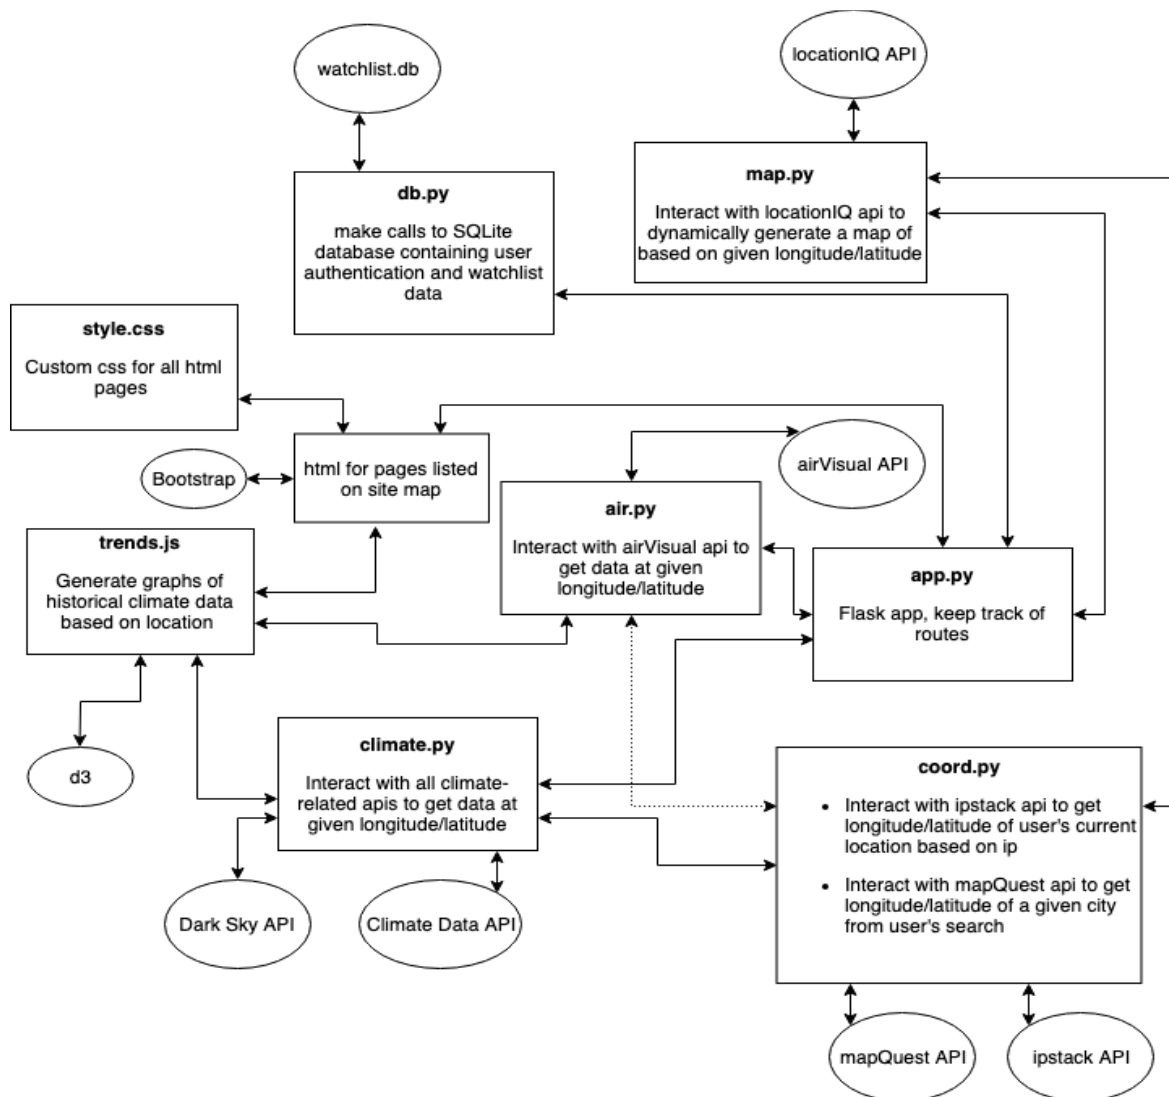 watchlist.db
locationIQ API
db.py
make calls to SQLite
database containing user
authentication and watchlist
data
map.py
Interact with locationIQ api to
dynamically generate a map of
based on given longitude/latitude
style.css
Custom css for all html
pages
Bootstrap
html for pages listed
on site map
airVisual API
trends.js
Generate graphs of
historical climate data
based on location
air.py
Interact with airVisual api to
get data at given
longitude/latitude
app.py
Flask app, keep track of
routes
d3
climate.py
Interact with all climate-
related apis to get data at
given longitude/latitude
coord.py
• Interact with ipstack api to get
longitude/latitude of user's current
location based on ip
• Interact with mapQuest api to get
longitude/latitude of a given city
from user's search
Dark Sky API
Climate Data API
mapQuest API
ipstack API